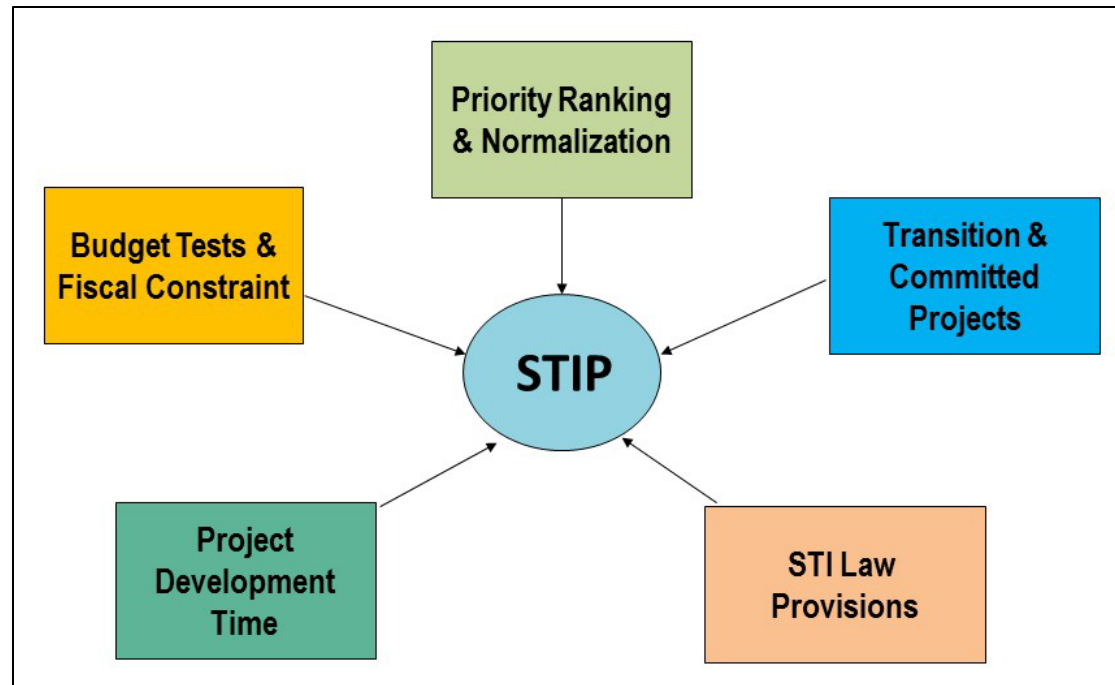 Priority Ranking
& Normalization
Budget Tests &
Fiscal Constraint
Transition &
Committed
Projects
STIP
Project
Development
Time
STI Law
Provisions